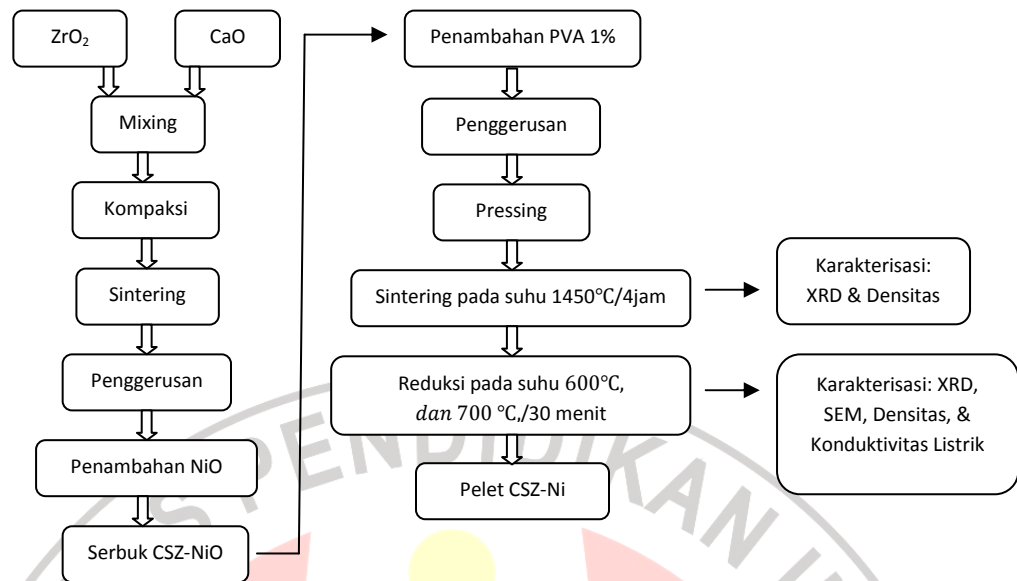 ZrO₂
CaO
Mixing
Kompaksi
Sintering
Penggerusan
Penambahan NiO
Serbuk CSZ-NiO
Penambahan PVA 1%
Penggerusan
Pressing
Sintering pada suhu 1450°C/4jam
Karakterisasi:
XRD & Densitas
Reduksi pada suhu 600℃,
dan 700 ℃,/30 menit
Karakterisasi: XRD,
SEM, Densitas, &
Konduktivitas Listrik
Pelet CSZ-Ni
S PENDIDIKAN IN